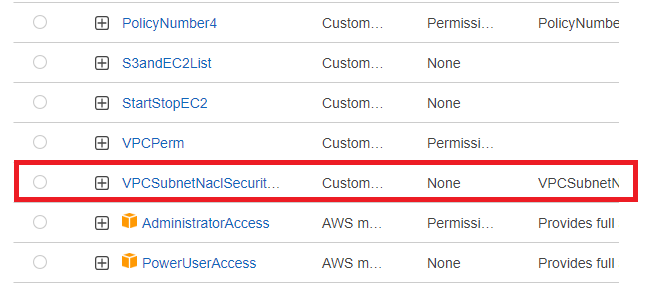 PolicyNumber4 Custom... Permissi... PolicyNumbe
S3andEC2List Custom... None
StartStopEC2 Custom... None
VPCPerm Custom... Permissi...
VPCSubnetNaclSecurit... Custom... None VPCSubnetN
AdministratorAccess AWS m... Permissi... Provides full
PowerUserAccess AWS m... None Provides full